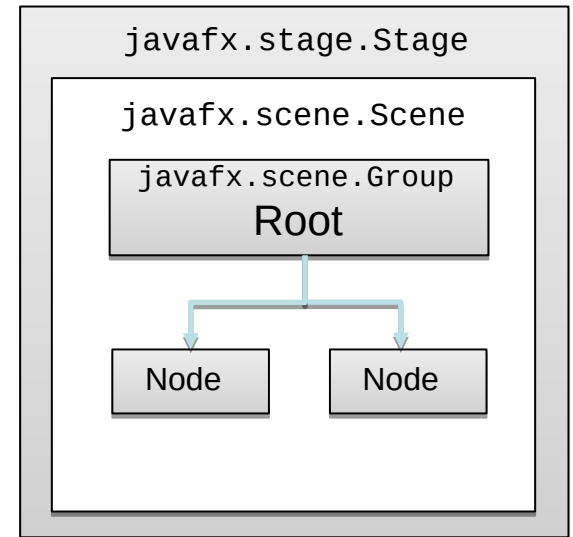 javafx.stage.Stage
javafx.scene.Scene
javafx.scene.Group
Root
Node Node